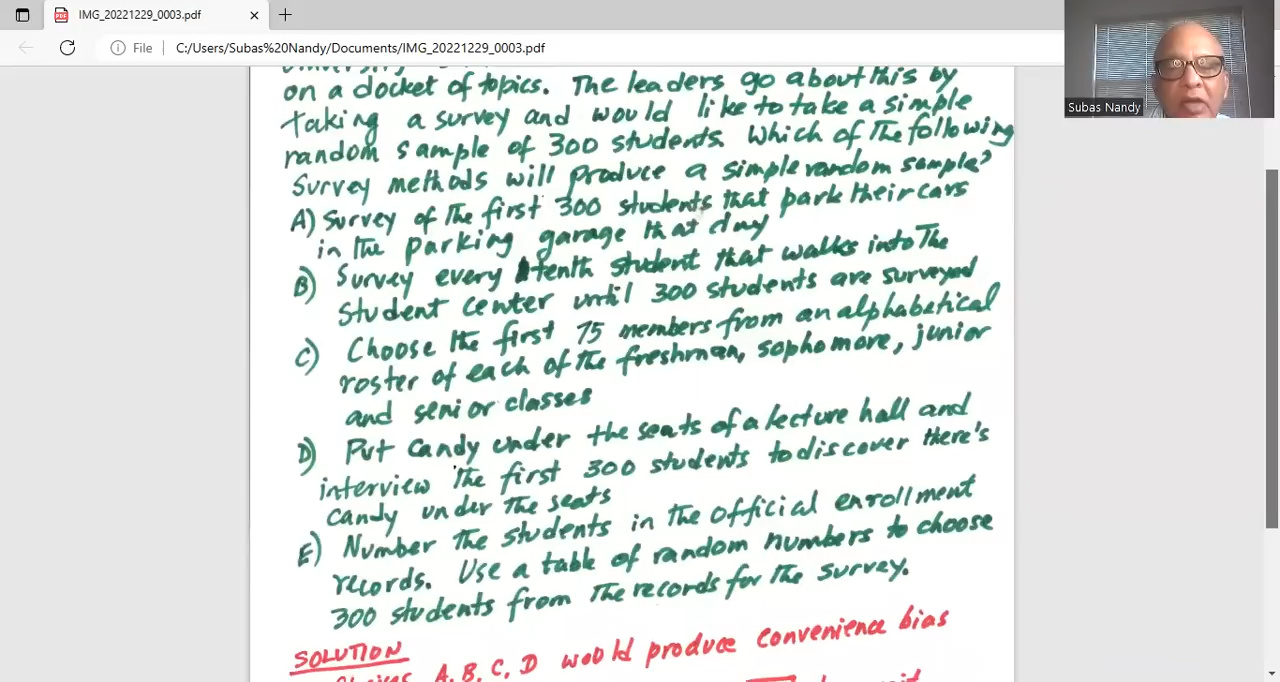 IMG_20221229_0003.pdf
File
C:/Users/Subas%20Nandy/Documents/IMG_20221229_0003.pdf
Subas Nandy
on a docket of topics. The leaders go about this by
taking a survey and would like to take a simple
random sample of 300 students. Which of the following
Survey methods will produce a simple random sample?
A) Survey of the first 300 students that park their cars
in the parking garage that day
B) Survey every tenth student that walks into The
student center until 300 students are surveyed
C) Choose the first 75 members from an alphabetical
roster of each of the freshman, sophomore, junior
and senior classes
D) Put candy under the seats of a lecture hall and
interview the first 300 students to discover there's
candy under the seats
E) Number the students in the official enrollment
records. Use a table of random numbers to choose
300 students from the records for the survey.
SOLUTION
A, B, C, D would produce convenience bias